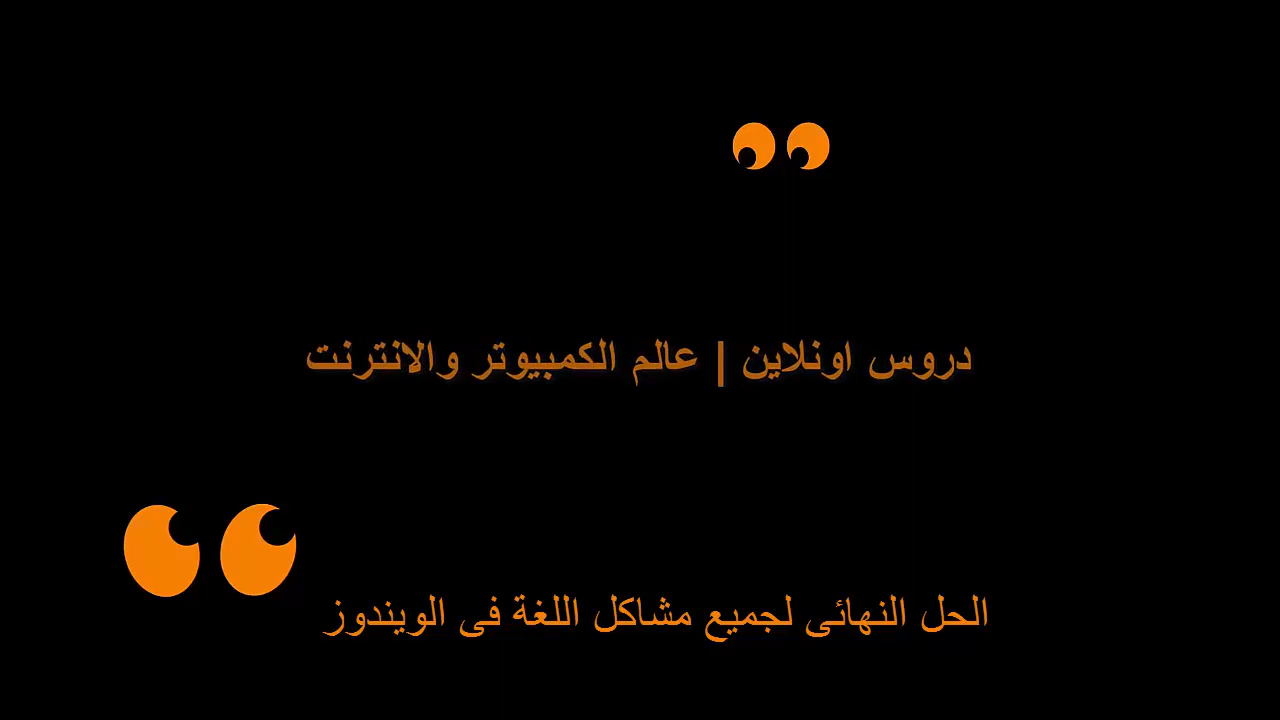 دروس اونلاين | عالم الكمبيوتر والانترنت
الحل النهائى لجميع مشاكل اللغة فى الويندوز